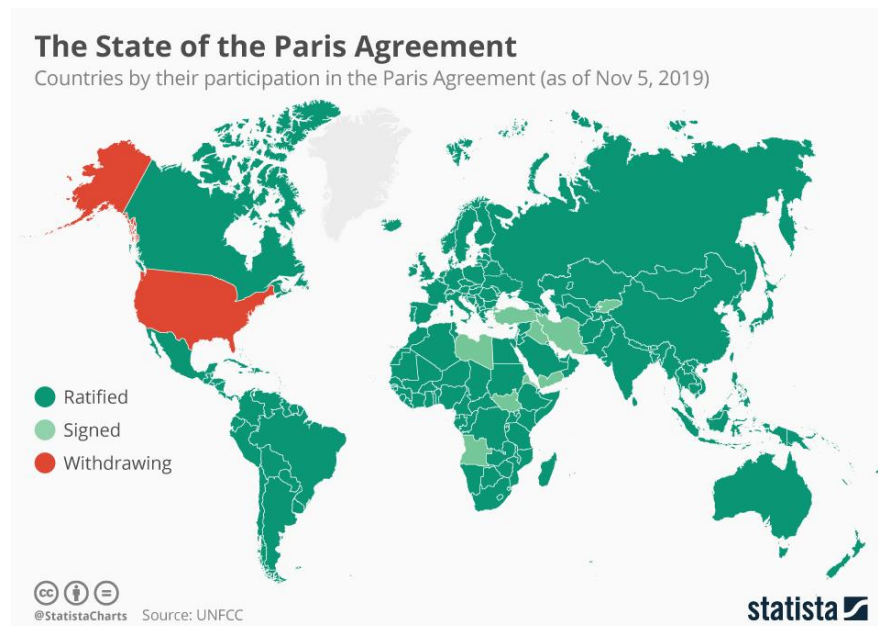 The State of the Paris Agreement
Countries by their participation in the Paris Agreement (as of Nov 5, 2019)
Ratified
Signed
Withdrawing
cc
@StatistaCharts Source: UNFCC
statista